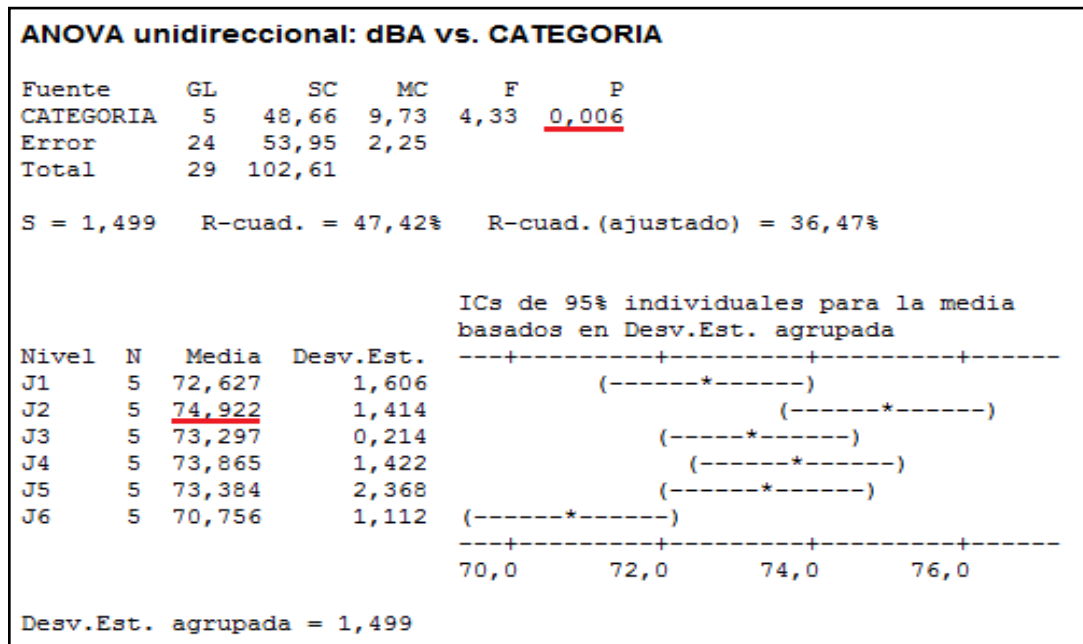 ANOVA unidireccional: dBA vs. CATEGORIA
Fuente GL SC MC F P
CATEGORIA 5 48,66 9,73 4,33 0,006
Error 24 53,95 2,25
Total 29 102,61
S = 1,499 R-cuad. = 47,42% R-cuad.(ajustado) = 36,47%
ICs de 95% individuales para la media
basados en Desv.Est. agrupada
Nivel N Media Desv.Est. ---+---------+---------+---------+------
J1 5 72,627 1,606 (------*------)
J2 5 74,922 1,414 (------*------)
J3 5 73,297 0,214 (-----*------)
J4 5 73,865 1,422 (------*------)
J5 5 73,384 2,368 (------*------)
J6 5 70,756 1,112 (------*------)
---+---------+---------+---------+------
70,0 72,0 74,0 76,0
Desv.Est. agrupada = 1,499